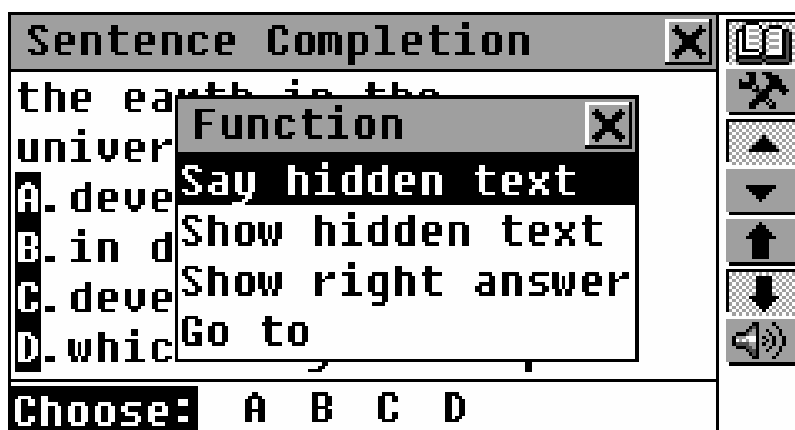 Sentence Completion
the
univer
Function
Say hidden text
Show hidden text
Show right answer
Go to
A. deve
B. in d
C. deve
D. whic
Choose: A B C D